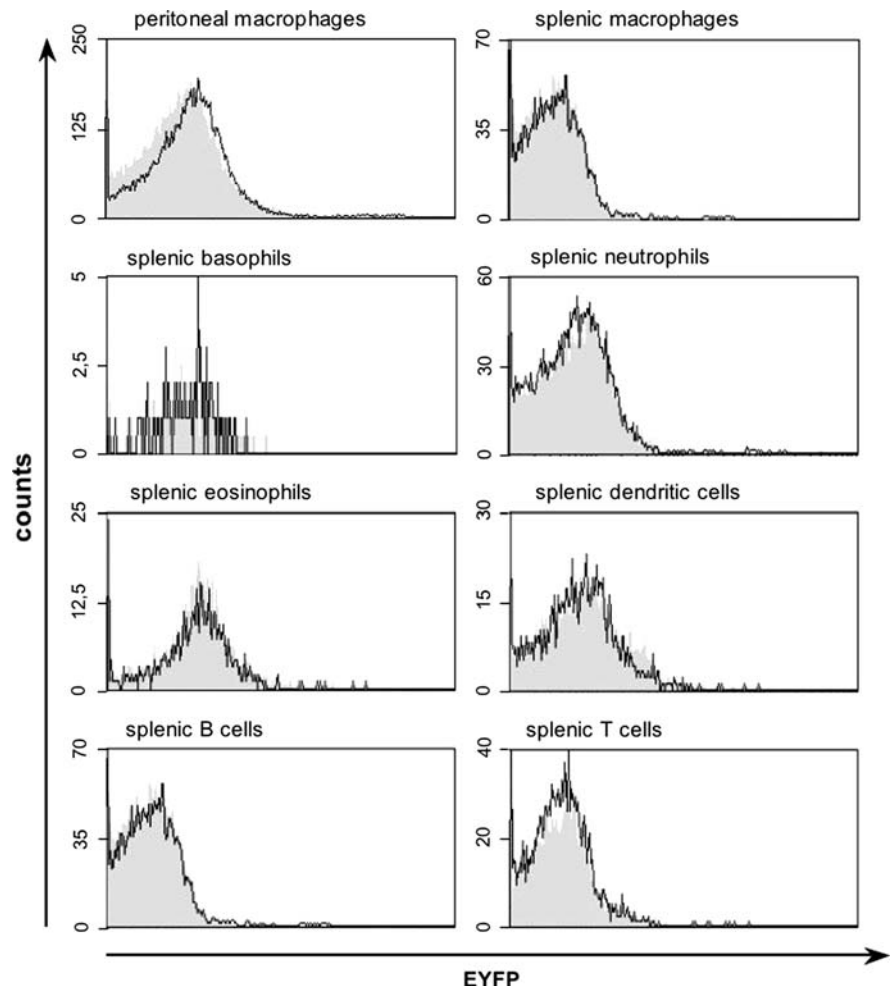 peritoneal macrophages
250
125
0
splenic macrophages
70
35
0
splenic basophils
5
2,5
0
splenic neutrophils
60
30
0
splenic eosinophils
25
12,5
0
splenic dendritic cells
30
15
0
splenic B cells
70
35
0
splenic T cells
40
20
0
counts
EYFP